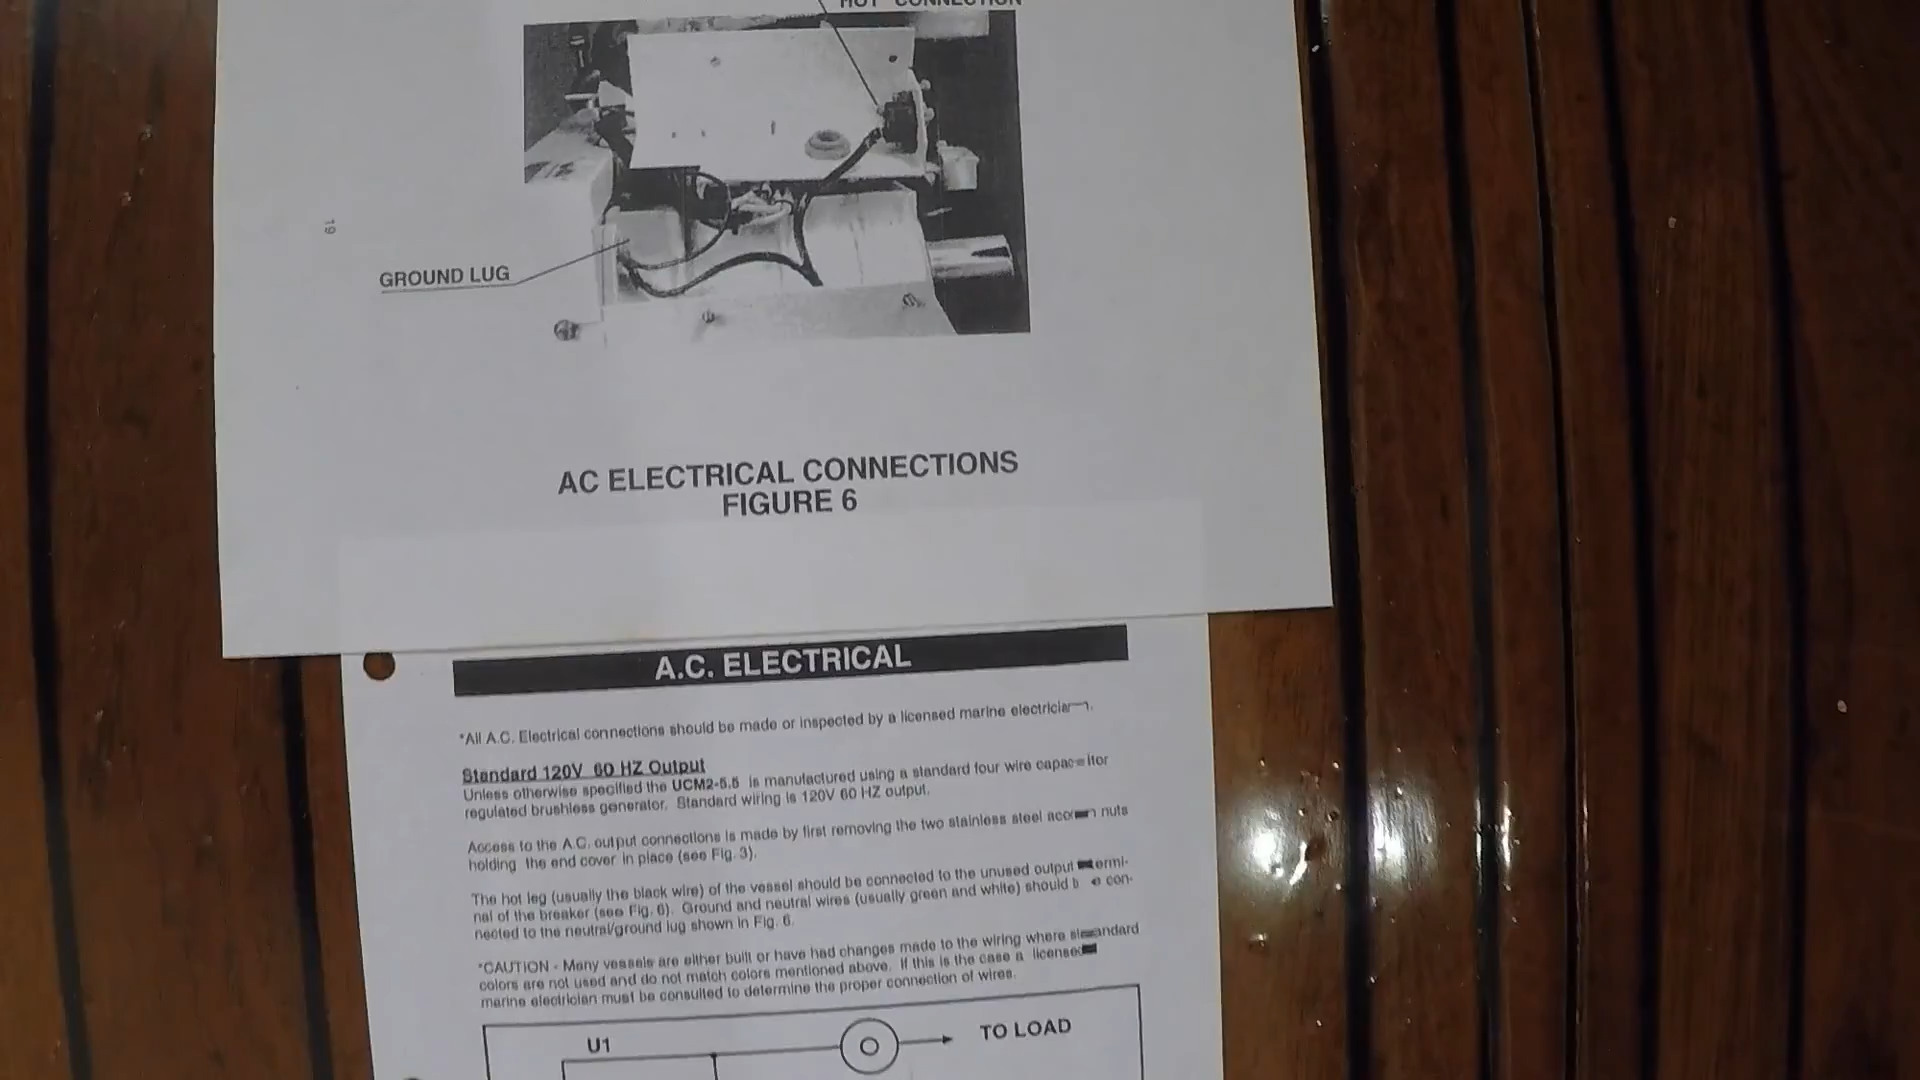 HOT CONNECTION
19
GROUND LUG
AC ELECTRICAL CONNECTIONS
FIGURE 6
A.C. ELECTRICAL
*All A.C. Electrical connections should be made or inspected by a licensed marine electrician.
Standard 120V 60 HZ Output
Unless otherwise specified the UCM2-5.5 is manufactured using a standard four wire capacitor
regulated brushless generator. Standard wiring is 120V 60 HZ output.
Access to the A.C. output connections is made by first removing the two stainless steel acorn nuts
holding the end cover in place (see Fig. 3).
The hot leg (usually the black wire) of the vessel should be connected to the unused output termi-
nal of the breaker (see Fig. 6). Ground and neutral wires (usually green and white) should be con-
nected to the neutral/ground lug shown in Fig. 6.
*CAUTION - Many vessels are either built or have had changes made to the wiring where standard
colors are not used and do not match colors mentioned above. If this is the case a licensed
marine electrician must be consulted to determine the proper connection of wires.
U1
TO LOAD